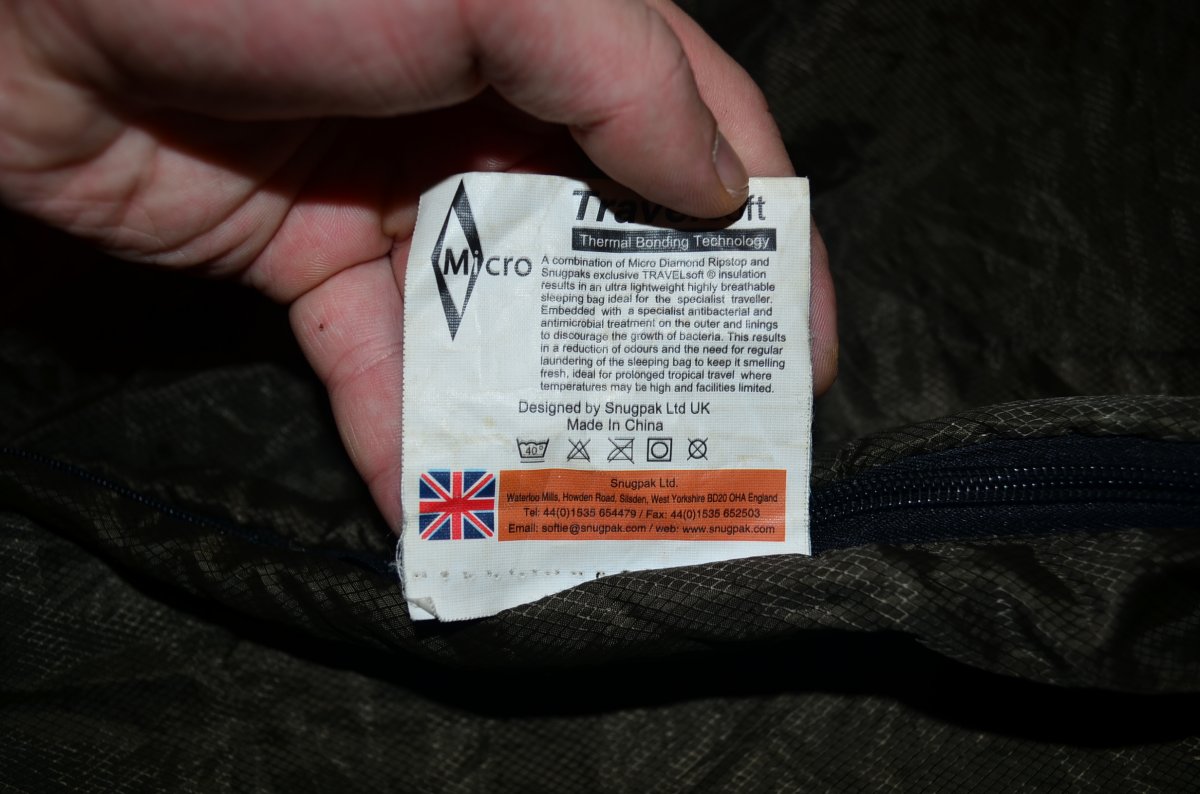 Travelsoft
Thermal Bonding Technology
Micro
A combination of Micro Diamond Ripstop and
Snugpaks exclusive TRAVELsoft ® insulation
results in an ultra lightweight highly breathable
sleeping bag ideal for the specialist traveller.
Embedded with a specialist antibacterial and
antimicrobial treatment on the outer and linings
to discourage the growth of bacteria. This results
in a reduction of odours and the need for regular
laundering of the sleeping bag to keep it smelling
fresh, ideal for prolonged tropical travel where
temperatures may be high and facilities limited.
Designed by Snugpak Ltd UK
Made In China
40°
Snugpak Ltd.
Waterloo Mills, Howden Road, Silsden, West Yorkshire BD20 OHA England
Tel: 44(0)1535 654479 / Fax: 44(0)1535 652503
Email: softie@snugpak.com / web: www.snugpak.com